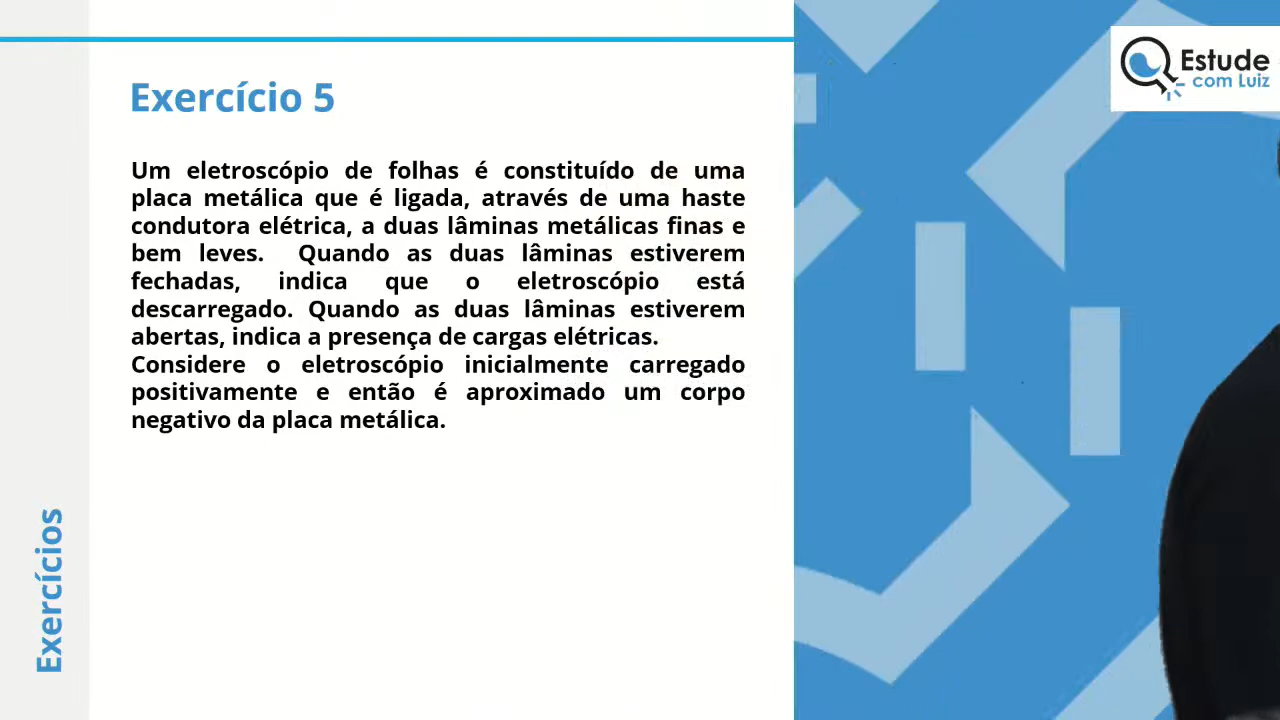 Estude
com Luiz
Exercício 5
Um eletroscópio de folhas é constituído de uma
placa metálica que é ligada, através de uma haste
condutora elétrica, a duas lâminas metálicas finas e
bem leves. Quando as duas lâminas estiverem
fechadas, indica que o eletroscópio está
descarregado. Quando as duas lâminas estiverem
abertas, indica a presença de cargas elétricas.
Considere o eletroscópio inicialmente carregado
positivamente e então é aproximado um corpo
negativo da placa metálica.
Exercícios